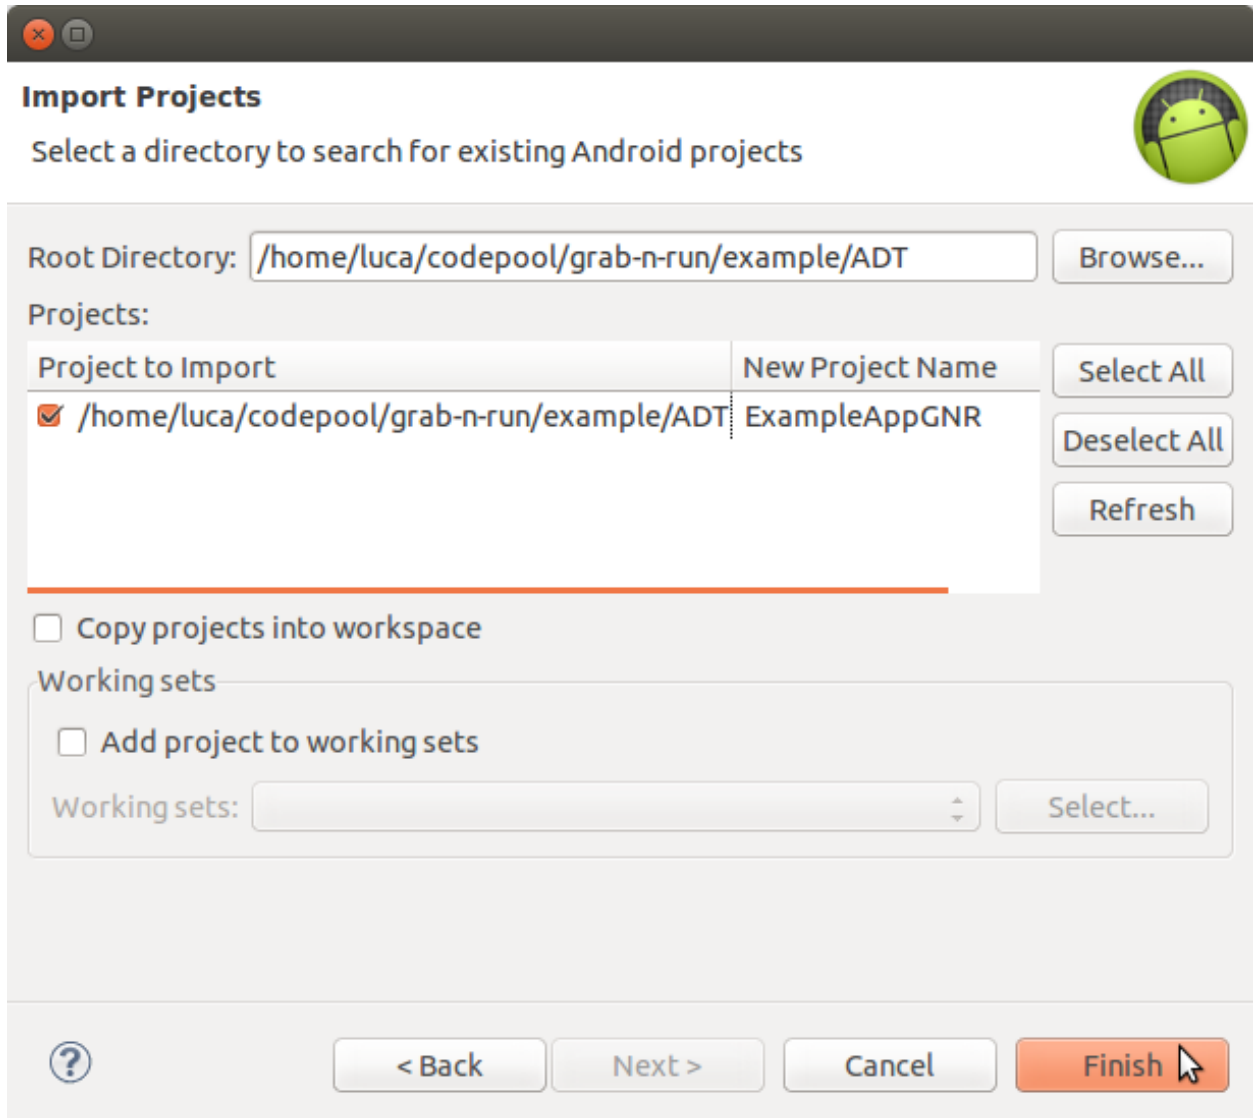 Import Projects
Select a directory to search for existing Android projects
Root Directory: /home/luca/codepool/grab-n-run/example/ADT Browse...
Projects:
Project to Import New Project Name Select All
/home/luca/codepool/grab-n-run/example/ADT ExampleAppGNR
Deselect All
Refresh
Copy projects into workspace
Working sets
Add project to working sets
Working sets: Select...
? < Back Next > Cancel Finish